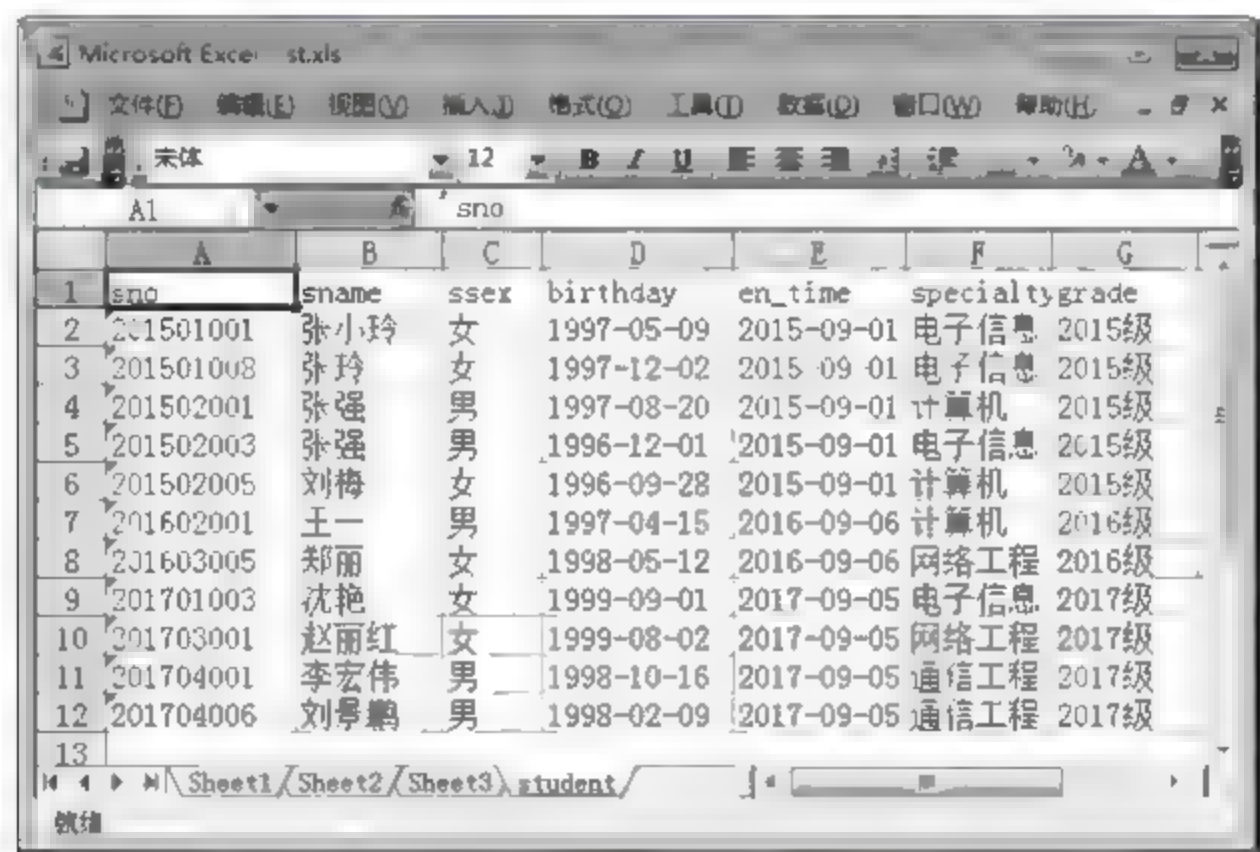 Microsoft Excel st.xls
文件(F) 编辑(E) 视图(V) 插入(I) 格式(O) 工具(T) 数据(D) 窗口(W) 帮助(H)
宋体 12 B I U
A1 sno
A B C D E F G
1 sno sname ssex birthday en_time specialty grade
2 201501001 张小玲 女 1997-05-09 2015-09-01 电子信息 2015级
3 201501008 张玲 女 1997-12-02 2015-09-01 电子信息 2015级
4 201502001 张强 男 1997-08-20 2015-09-01 计算机 2015级
5 201502003 张强 男 1996-12-01 2015-09-01 电子信息 2015级
6 201502005 刘梅 女 1996-09-28 2015-09-01 计算机 2015级
7 201602001 王一 男 1997-04-15 2016-09-06 计算机 2016级
8 201603005 郑丽 女 1998-05-12 2016-09-06 网络工程 2016级
9 201701003 沈艳 女 1999-09-01 2017-09-05 电子信息 2017级
10 201703001 赵丽红 女 1999-08-02 2017-09-05 网络工程 2017级
11 201704001 李宏伟 男 1998-10-16 2017-09-05 通信工程 2017级
12 201704006 刘景鹏 男 1998-02-09 2017-09-05 通信工程 2017级
13
Sheet1 Sheet2 Sheet3 student
就绪